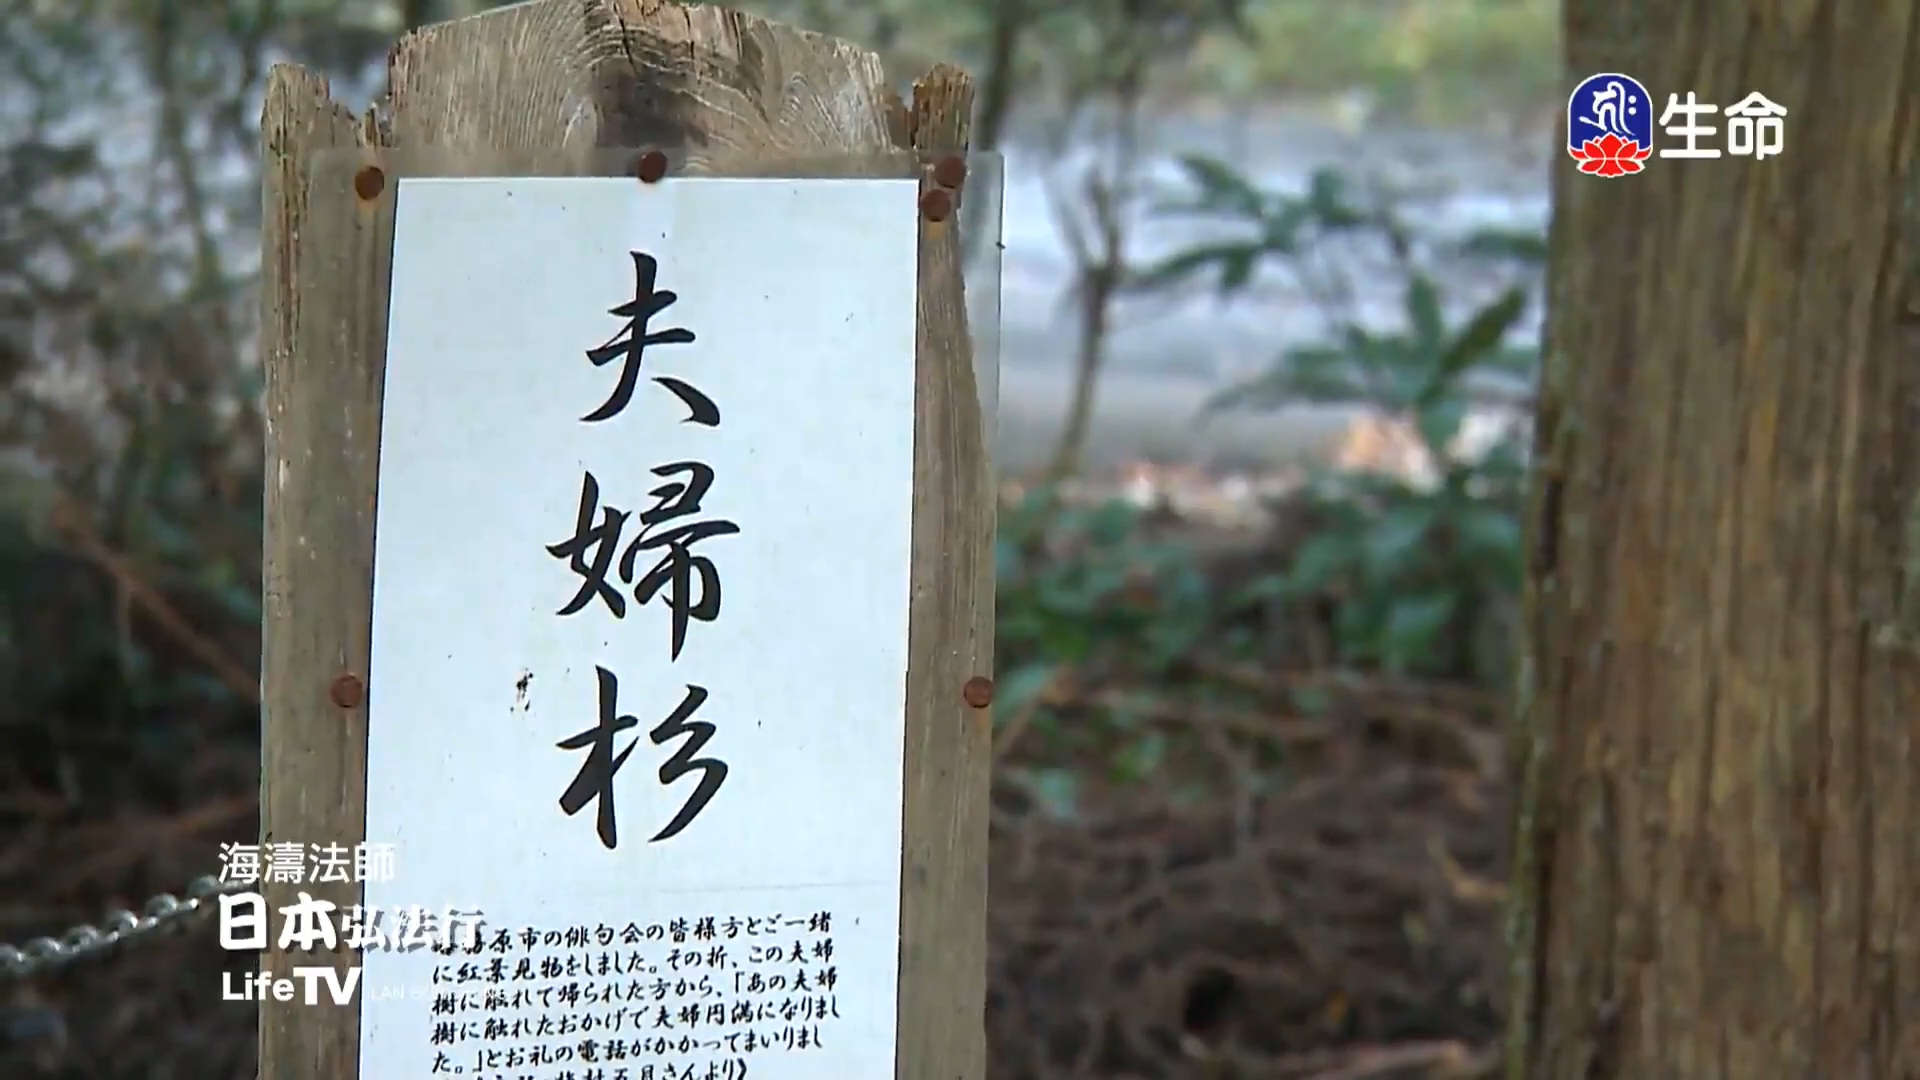 生命
夫婦杉
原市の俳句会の皆様方とご一緒
に紅葉見物をしました。その折、この夫婦
樹に触れて帰られた方から、「あの夫婦
樹に触れたおかげで夫婦円満になりまし
た。」とお礼の電話がかかってまいりまし
さんより》
海濤法師
日本弘法行
LifeTV